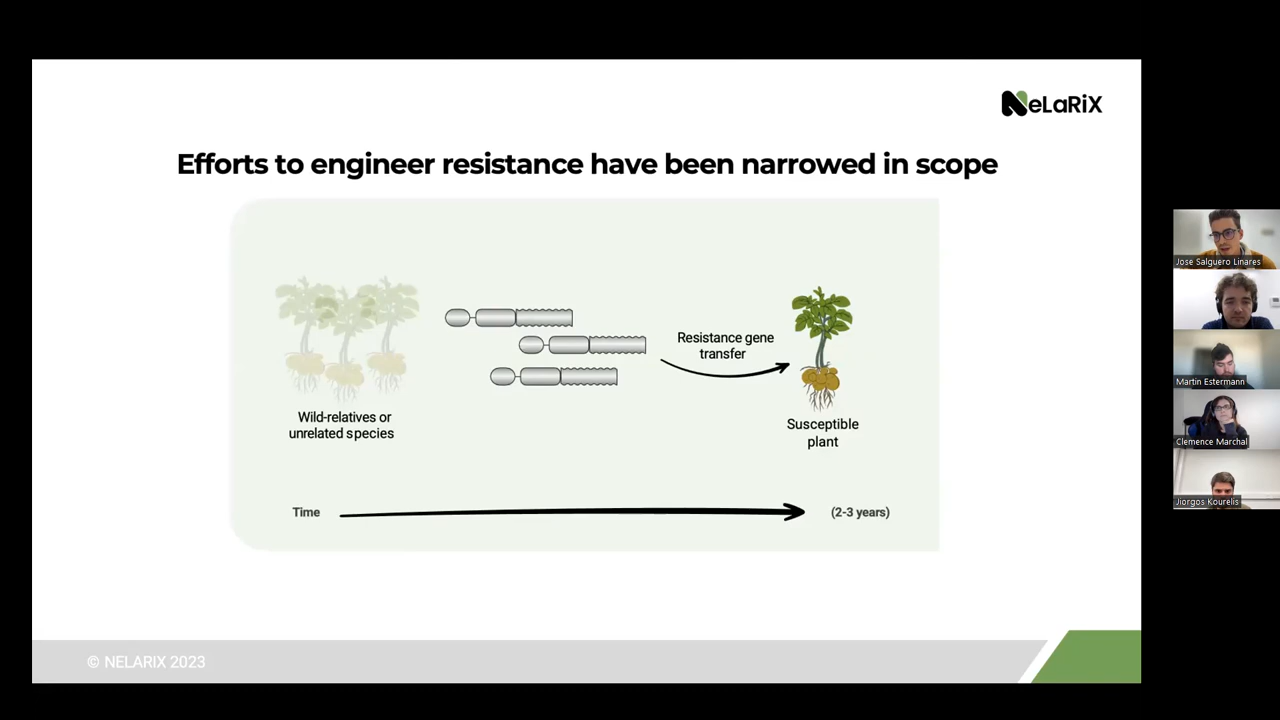 NeLaRiX
Efforts to engineer resistance have been narrowed in scope
Resistance gene
transfer
Wild-relatives or
unrelated species
Susceptible
plant
Time
(2-3 years)
© NELARIX 2023
Jose Salguero Linares
Martin Estermann
Clemence Marchal
Jiorgos Kourelis